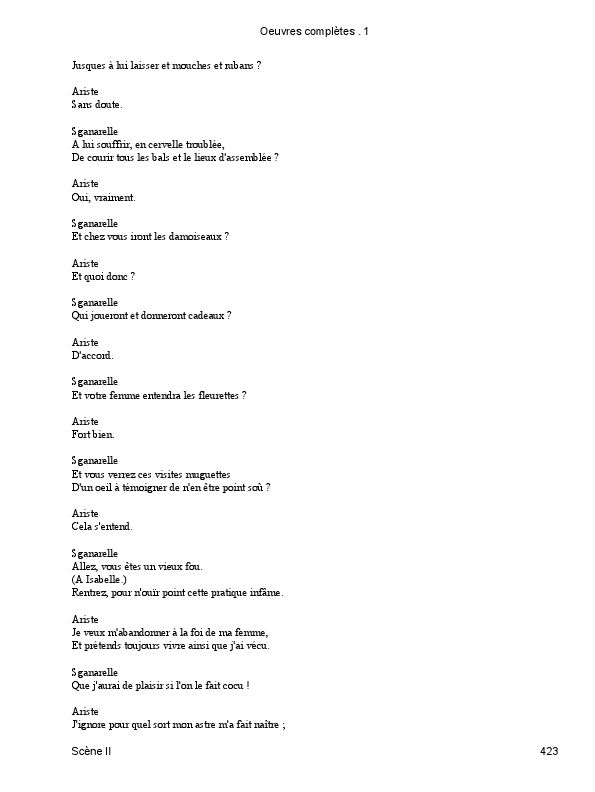 Oeuvres complètes . 1
Jusques à lui laisser et mouches et rubans ?
Ariste
Sans doute.
Sganarelle
A lui souffrir, en cervelle troublée,
De courir tous les bals et le lieux d'assemblée ?
Ariste
Oui, vraiment.
Sganarelle
Et chez vous iront les damoiseaux ?
Ariste
Et quoi donc ?
Sganarelle
Qui joueront et donneront cadeaux ?
Ariste
D'accord.
Sganarelle
Et votre femme entendra les fleurettes ?
Ariste
Fort bien.
Sganarelle
Et vous verrez ces visites muguettes
D'un oeil à témoigner de n'en être point soû ?
Ariste
Cela s'entend.
Sganarelle
Allez, vous êtes un vieux fou.
(A Isabelle.)
Rentrez, pour n'ouïr point cette pratique infâme.
Ariste
Je veux m'abandonner à la foi de ma femme,
Et prétends toujours vivre ainsi que j'ai vécu.
Sganarelle
Que j'aurai de plaisir si l'on le fait cocu !
Ariste
J'ignore pour quel sort mon astre m'a fait naître ;
Scène II
423